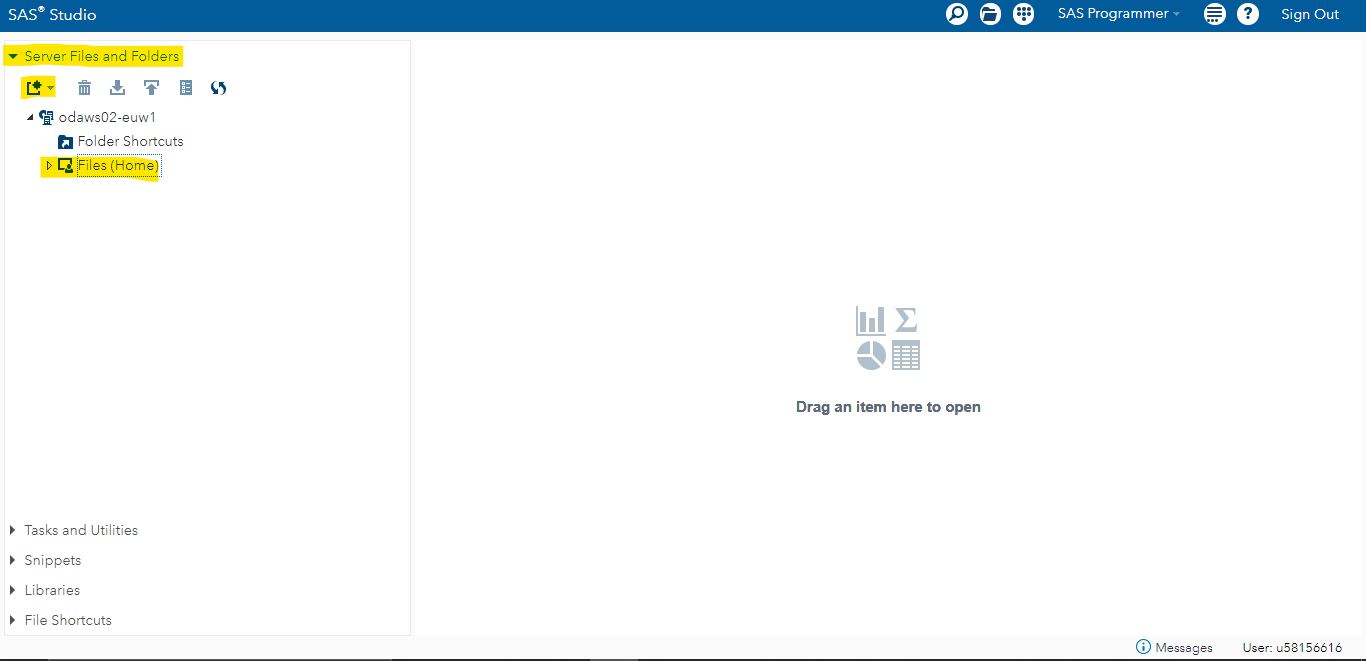 SAS® Studio
SAS Programmer
Sign Out
Server Files and Folders
odaws02-euw1
Folder Shortcuts
Files (Home)
Drag an item here to open
Tasks and Utilities
Snippets
Libraries
File Shortcuts
Messages
User: u58156616